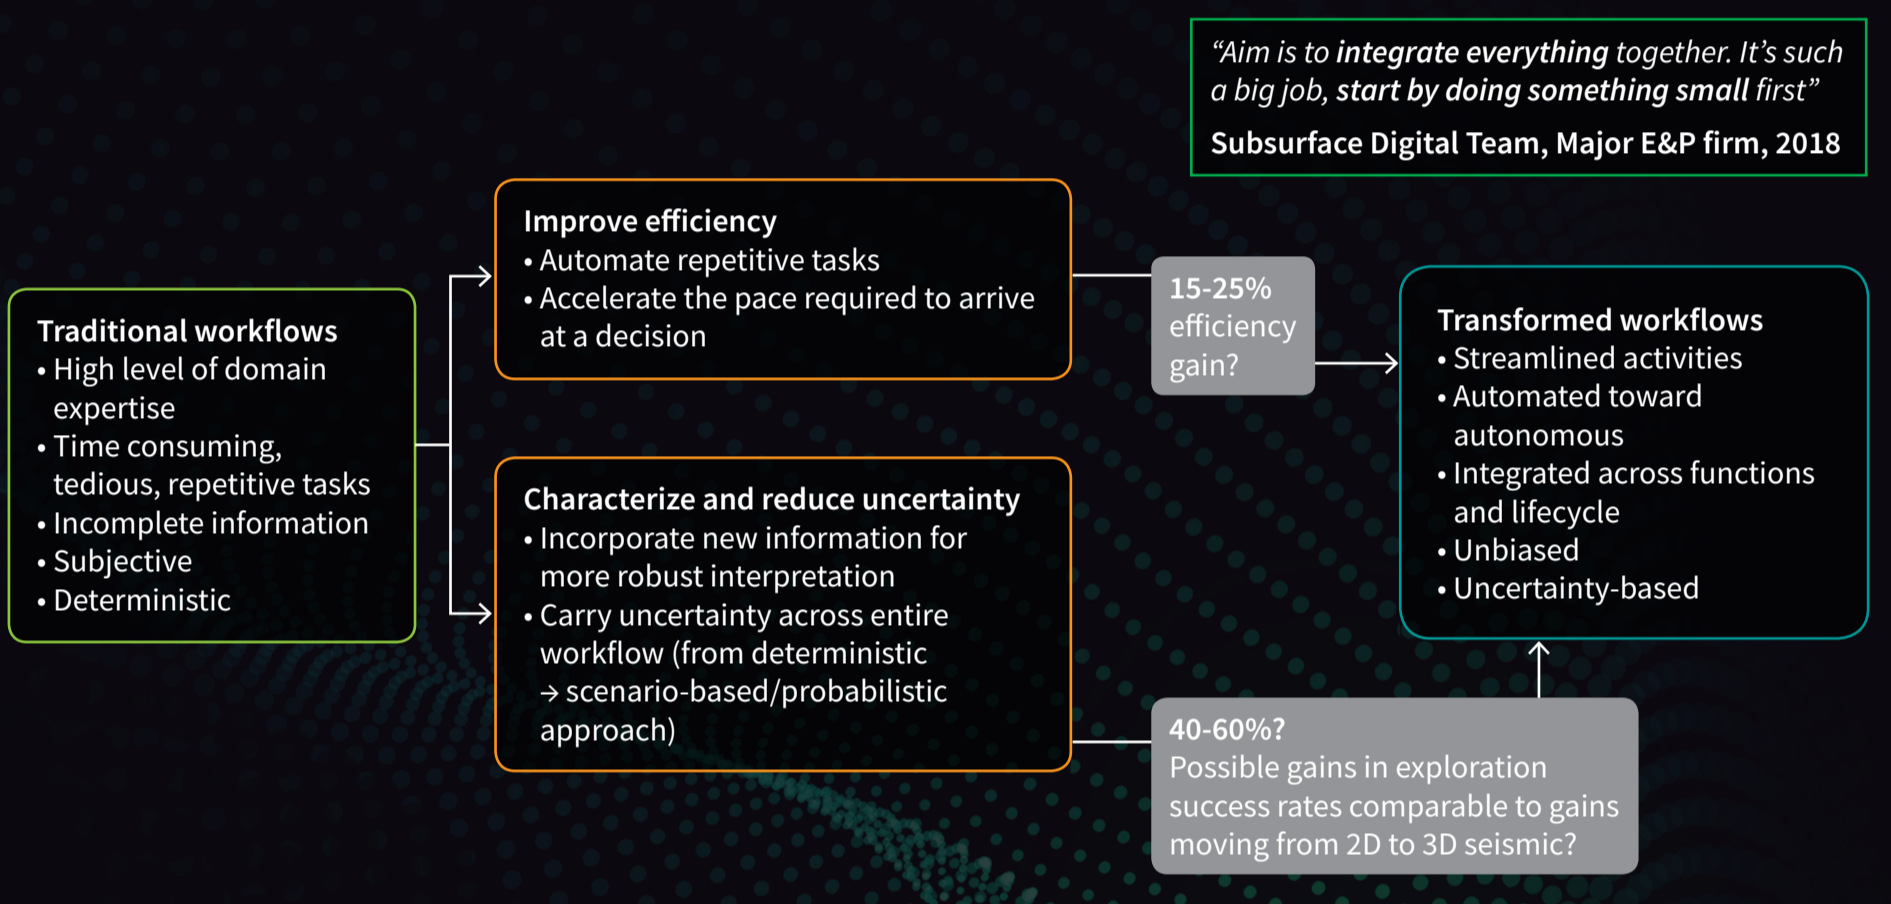 “Aim is to integrate everything together. It’s such
a big job, start by doing something small first”
Subsurface Digital Team, Major E&P firm, 2018
Traditional workflows
• High level of domain
expertise
• Time consuming,
tedious, repetitive tasks
• Incomplete information
• Subjective
• Deterministic
Improve efficiency
• Automate repetitive tasks
• Accelerate the pace required to arrive
at a decision
Characterize and reduce uncertainty
• Incorporate new information for
more robust interpretation
• Carry uncertainty across entire
workflow (from deterministic
→ scenario-based/probabilistic
approach)
15-25%
efficiency
gain?
40-60%?
Possible gains in exploration
success rates comparable to gains
moving from 2D to 3D seismic?
Transformed workflows
• Streamlined activities
• Automated toward
autonomous
• Integrated across functions
and lifecycle
• Unbiased
• Uncertainty-based